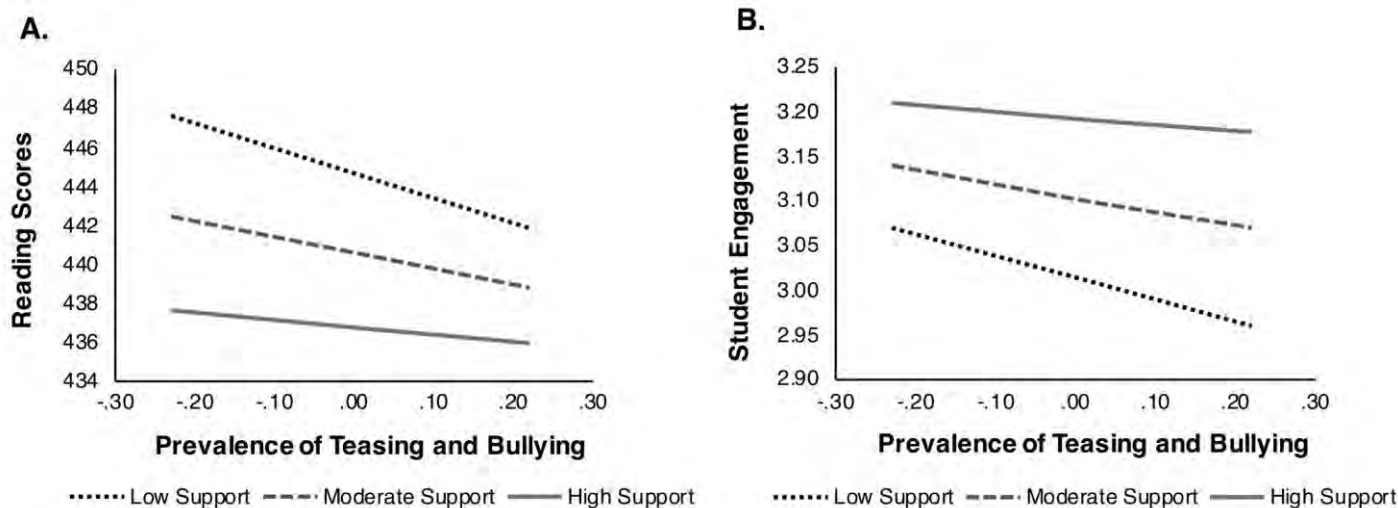 A.
450
448
446
444
442
440
438
436
434
Reading Scores
-.30 -.20 -.10 .00 .10 .20 .30
Prevalence of Teasing and Bullying
Low Support Moderate Support High Support
B.
3.25
3.20
3.15
3.10
3.05
3.00
2.95
2.90
Student Engagement
-.30 -.20 -.10 .00 .10 .20 .30
Prevalence of Teasing and Bullying
Low Support Moderate Support High Support